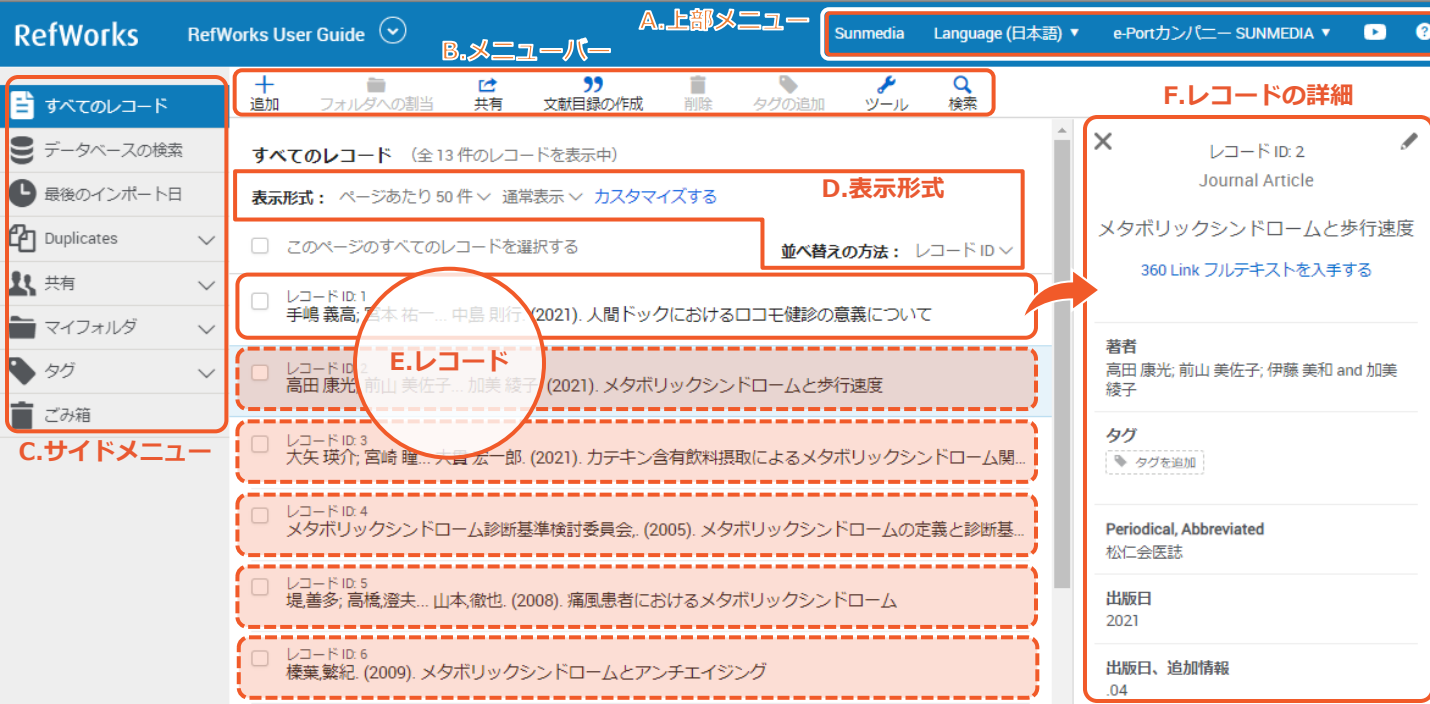 RefWorks
RefWorks User Guide
A.上部メニュー
Sunmedia
Language (日本語)
e-Portカンパニー SUNMEDIA
B.メニューバー
追加
フォルダへの割当
共有
文献目録の作成
削除
タグの追加
ツール
検索
すべてのレコード
データベースの検索
最後のインポート日
Duplicates
共有
マイフォルダ
タグ
ごみ箱
C.サイドメニュー
すべてのレコード (全 13 件のレコードを表示中)
表示形式： ページあたり 50 件 通常表示 カスタマイズする
D.表示形式
このページのすべてのレコードを選択する
並べ替えの方法： レコード ID
レコード ID: 1
手嶋 義高; 宮本 祐一... 中島 則行. (2021). 人間ドックにおけるロコモ健診の意義について
E.レコード
レコード ID: 2
高田 康光; 前山 美佐子... 加美 綾子. (2021). メタボリックシンドロームと歩行速度
レコード ID: 3
大矢 瑛介; 宮崎 瞳... 大貫 宏一郎. (2021). カテキン含有飲料摂取によるメタボリックシンドローム関...
レコード ID: 4
メタボリックシンドローム診断基準検討委員会,. (2005). メタボリックシンドロームの定義と診断基...
レコード ID: 5
堤,善多; 高橋,澄夫... 山本,徹也. (2008). 痛風患者におけるメタボリックシンドローム
レコード ID: 6
榛葉,繁紀. (2009). メタボリックシンドロームとアンチエイジング
F.レコードの詳細
レコード ID: 2
Journal Article
メタボリックシンドロームと歩行速度
360 Link フルテキストを入手する
著者
高田 康光; 前山 美佐子; 伊藤 美和 and 加美
綾子
タグ
タグを追加
Periodical, Abbreviated
松仁会医誌
出版日
2021
出版日、追加情報
.04